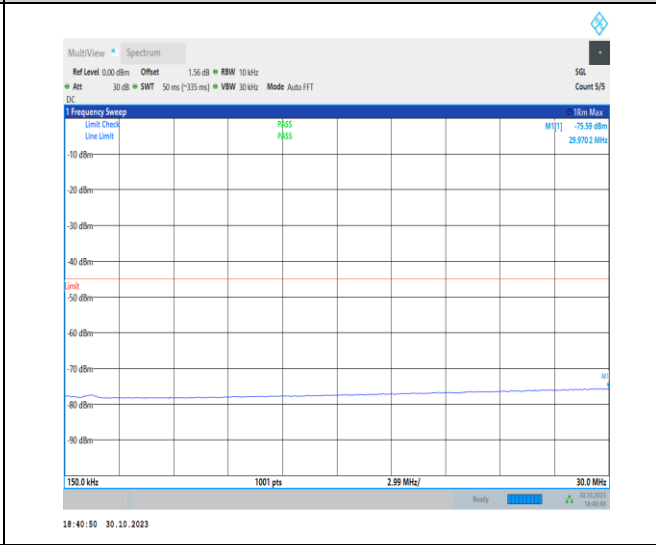 MultiView Spectrum
Ref Level 0.00 dBm Offset 1.56 dB RBW 10 kHz SGL
Att 30 dB SWT 50 ms (~335 ms) VBW 30 kHz Mode Auto FFT Count 5/5
DC
1 Frequency Sweep 1Rm Max
Limit Check PASS M1[1] -75.59 dBm
Line Limit PASS 29.9702 MHz
-10 dBm
-20 dBm
-30 dBm
-40 dBm
Limit
-50 dBm
-60 dBm
-70 dBm
M1
-80 dBm
-90 dBm
150.0 kHz 1001 pts 2.99 MHz/ 30.0 MHz
Ready 30.10.2023
18:40:49
18:40:50 30.10.2023